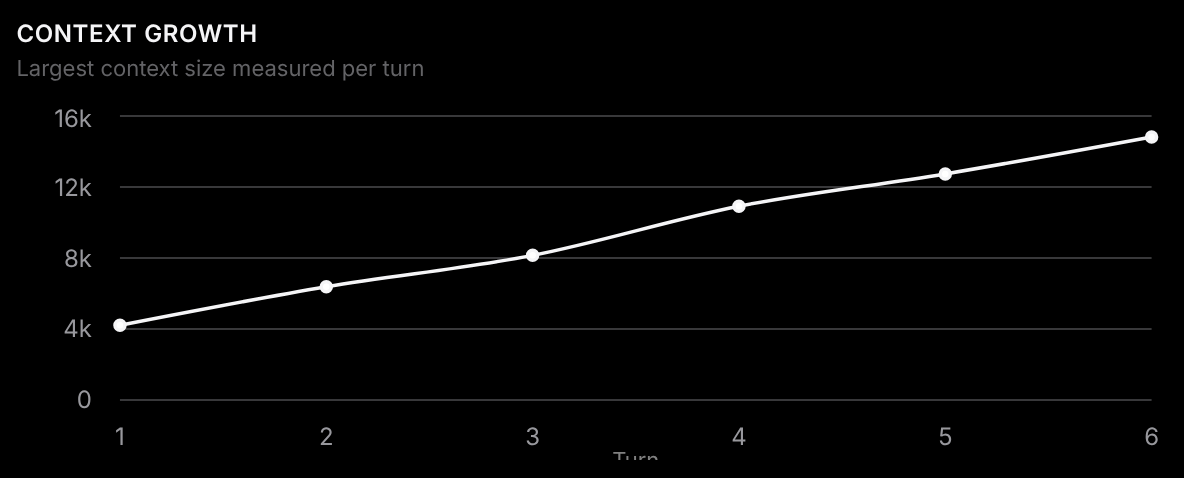 CONTEXT GROWTH
Largest context size measured per turn
16k
12k
8k
4k
0
1 2 3 4 5 6
Turn